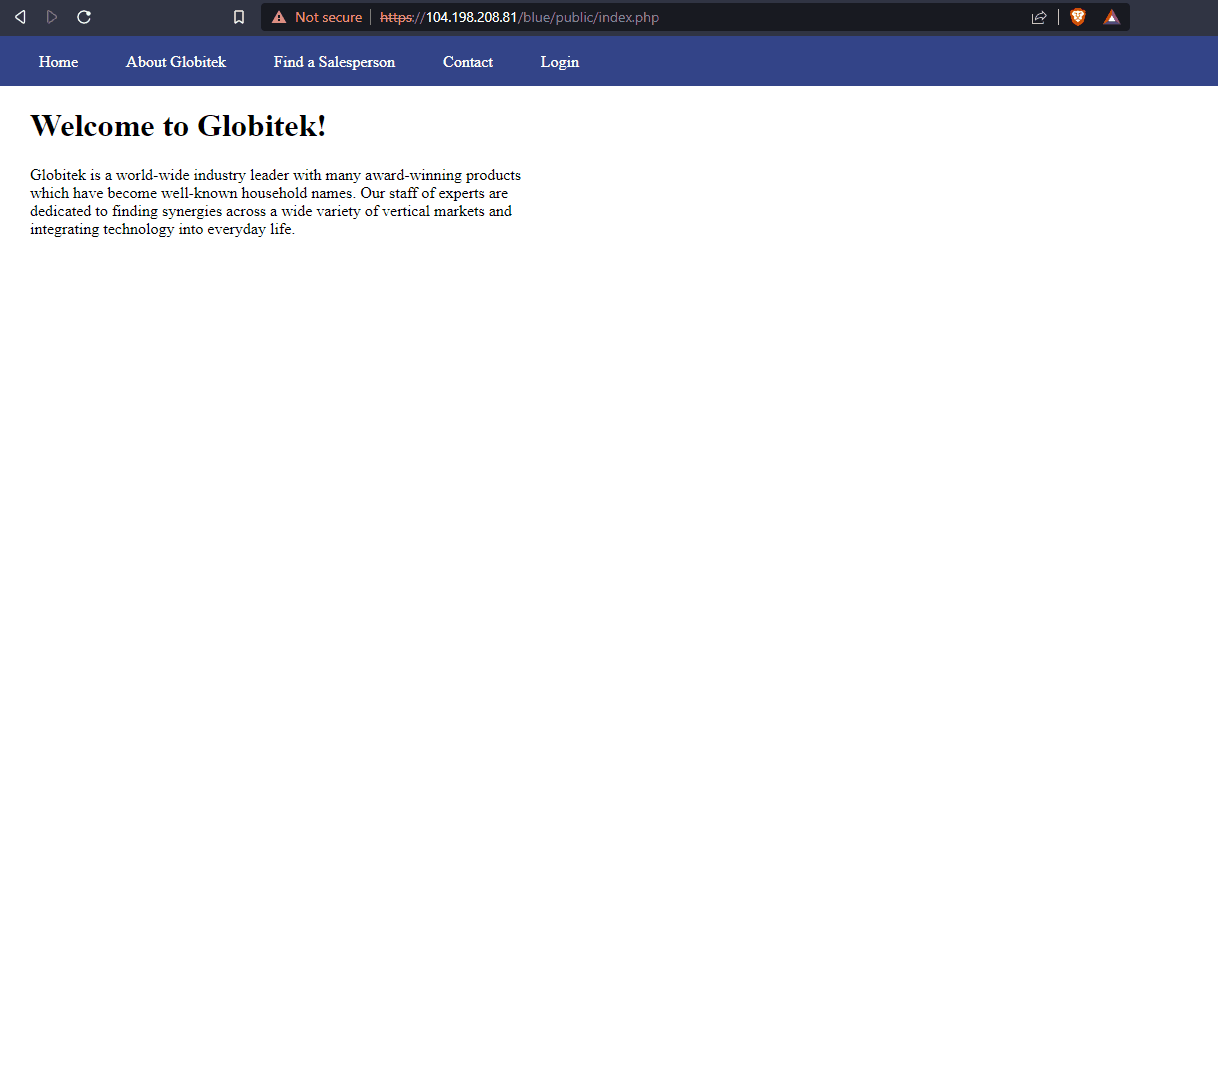 Not secure https://104.198.208.81/blue/public/index.php
Home About Globitek Find a Salesperson Contact Login
Welcome to Globitek!
Globitek is a world-wide industry leader with many award-winning products
which have become well-known household names. Our staff of experts are
dedicated to finding synergies across a wide variety of vertical markets and
integrating technology into everyday life.